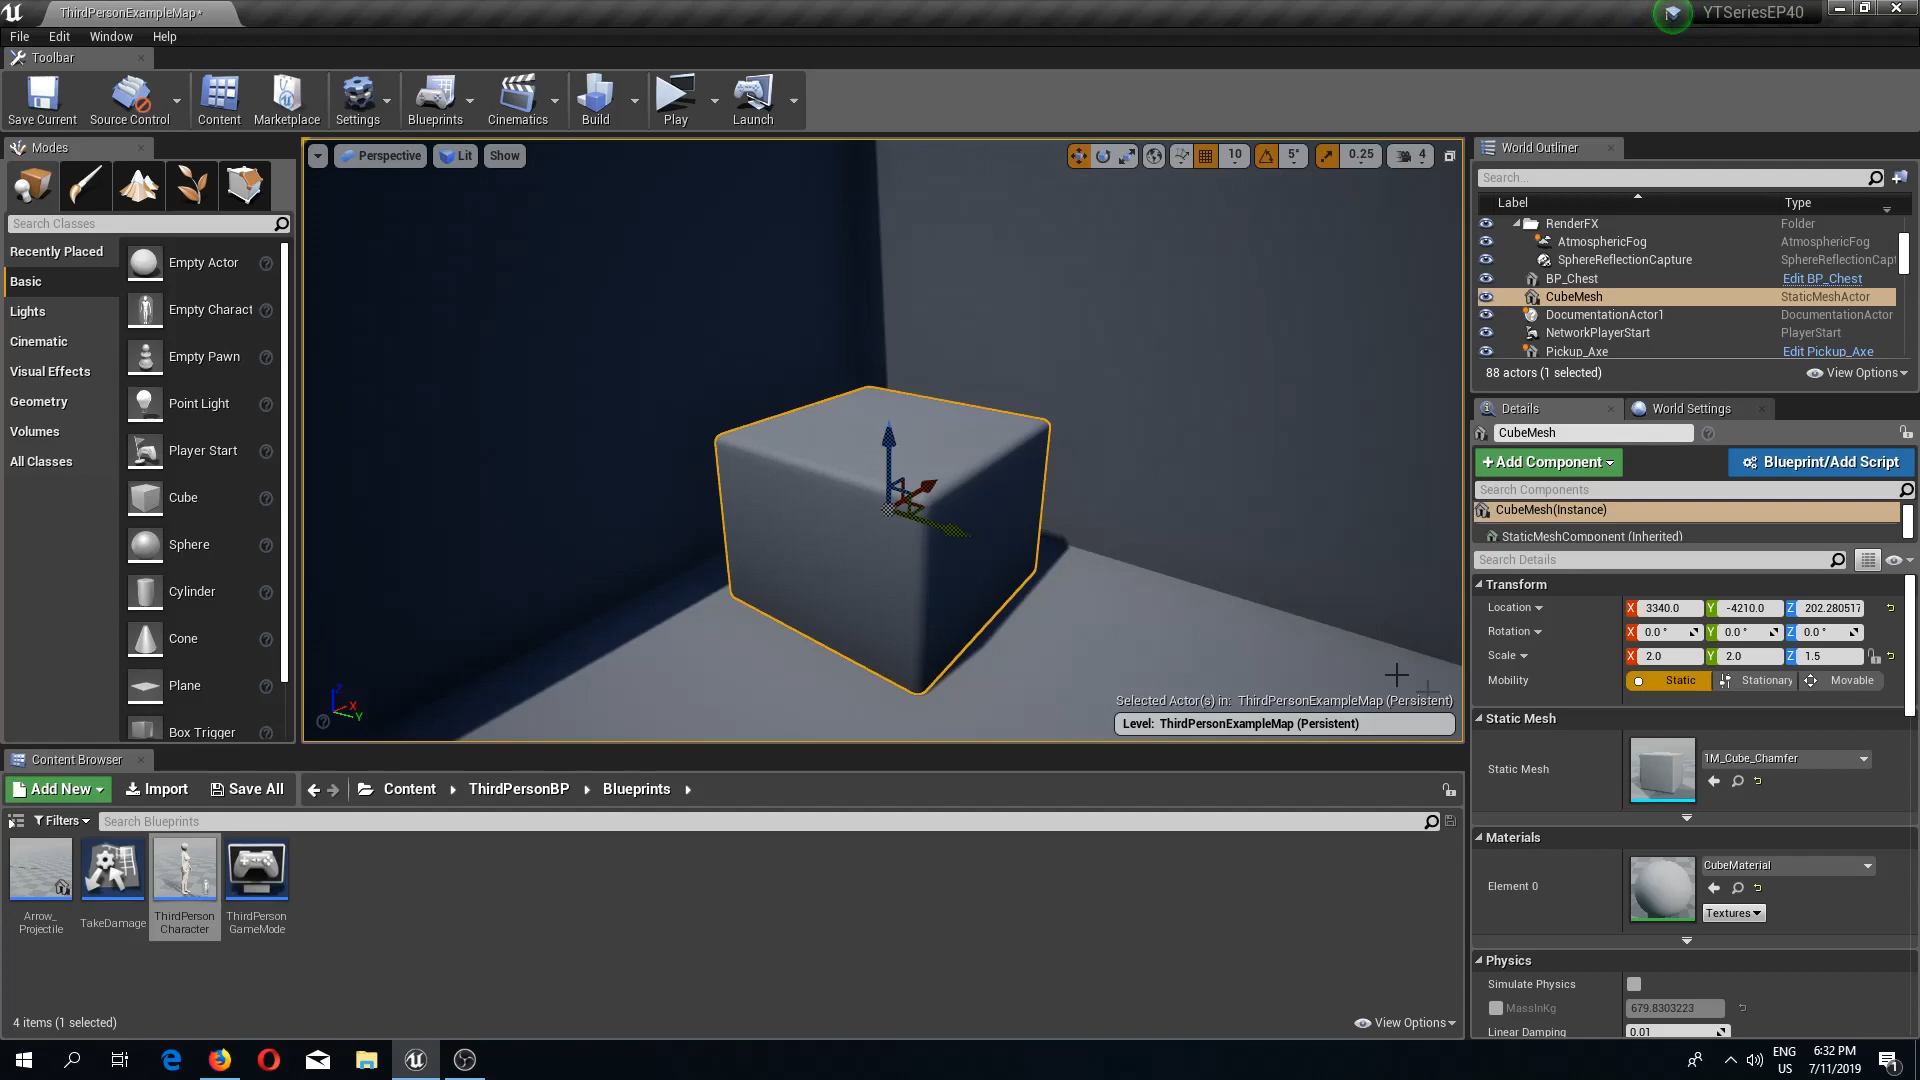 ThirdPersonExampleMap*
YTSeriesEP40
File Edit Window Help
Toolbar
Save Current Source Control Content Marketplace Settings Blueprints Cinematics Build Play Launch
Modes
Search Classes
Recently Placed
Basic
Lights
Cinematic
Visual Effects
Geometry
Volumes
All Classes
Empty Actor
Empty Charact
Empty Pawn
Point Light
Player Start
Cube
Sphere
Cylinder
Cone
Plane
Box Trigger
Perspective Lit Show
10 5° 0.25 4
Z X Y
Selected Actor(s) in: ThirdPersonExampleMap (Persistent)
Level: ThirdPersonExampleMap (Persistent)
World Outliner
Search...
Label Type
RenderFX Folder
AtmosphericFog AtmosphericFog
SphereReflectionCapture SphereReflectionCapt
BP_Chest Edit BP_Chest
CubeMesh StaticMeshActor
DocumentationActor1 DocumentationActor
NetworkPlayerStart PlayerStart
Pickup_Axe Edit Pickup_Axe
88 actors (1 selected) View Options
Details World Settings
CubeMesh
+Add Component Blueprint/Add Script
Search Components
CubeMesh(Instance)
StaticMeshComponent (Inherited)
Search Details
Transform
Location X 3340.0 Y -4210.0 Z 202.280517
Rotation X 0.0 ° Y 0.0 ° Z 0.0 °
Scale X 2.0 Y 2.0 Z 1.5
Mobility Static Stationary Movable
Static Mesh
Static Mesh 1M_Cube_Chamfer
Materials
Element 0 CubeMaterial
Textures
Physics
Simulate Physics
MassInKg 679.8303223
Linear Damping 0.01
Content Browser
Add New Import Save All Content ThirdPersonBP Blueprints
Filters Search Blueprints
Arrow_
Projectile
TakeDamage
ThirdPerson
Character
ThirdPerson
GameMode
4 items (1 selected) View Options
ENG
US
6:32 PM
7/11/2019
1